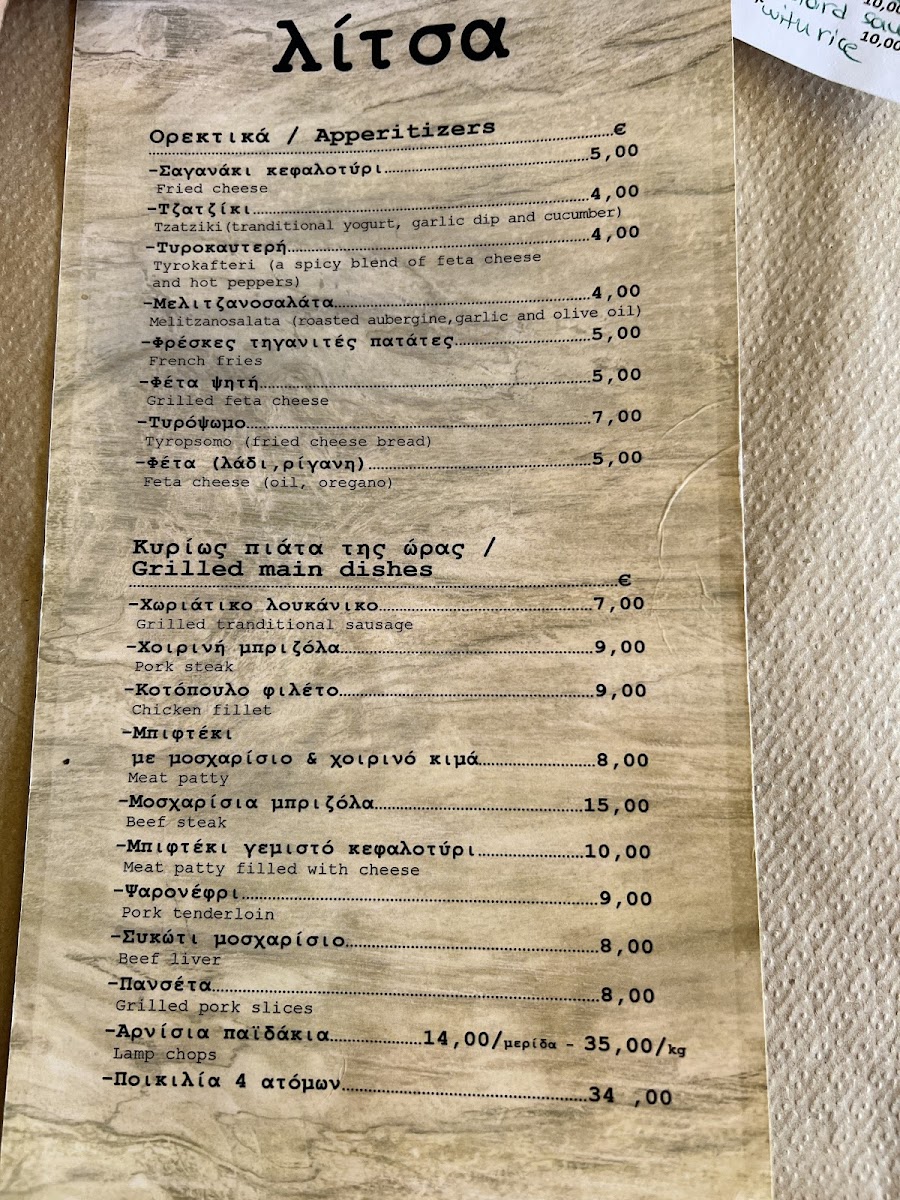 λίτσα
Ορεκτικά / Apperitizers......€
-Σαγανάκι κεφαλοτύρι......5,00
Fried cheese
-Τζατζίκι......4,00
Tzatziki(tranditional yogurt, garlic dip and cucumber)
-Τυροκαυτερή......4,00
Tyrokafteri (a spicy blend of feta cheese
and hot peppers)
-Μελιτζανοσαλάτα......4,00
Melitzanosalata (roasted aubergine,garlic and olive oil)
-Φρέσκες τηγανιτές πατάτες......5,00
French fries
-Φέτα ψητή......5,00
Grilled feta cheese
-Τυρόψωμο......7,00
Tyropsomo (fried cheese bread)
-Φέτα (λάδι,ρίγανη)......5,00
Feta cheese (oil, oregano)
Κυρίως πιάτα της ώρας /
Grilled main dishes......€
-Χωριάτικο λουκάνικο......7,00
Grilled tranditional sausage
-Χοιρινή μπριζόλα......9,00
Pork steak
-Κοτόπουλο φιλέτο......9,00
Chicken fillet
-Μπιφτέκι
με μοσχαρίσιο & χοιρινό κιμά......8,00
Meat patty
-Μοσχαρίσια μπριζόλα......15,00
Beef steak
-Μπιφτέκι γεμιστό κεφαλοτύρι......10,00
Meat patty filled with cheese
-Ψαρονέφρι......9,00
Pork tenderloin
-Συκώτι μοσχαρίσιο......8,00
Beef liver
-Πανσέτα......8,00
Grilled pork slices
-Αρνίσια παϊδάκια......14,00/μερίδα - 35,00/kg
Lamp chops
-Ποικιλία 4 ατόμων......34 ,00
with rice 10,00